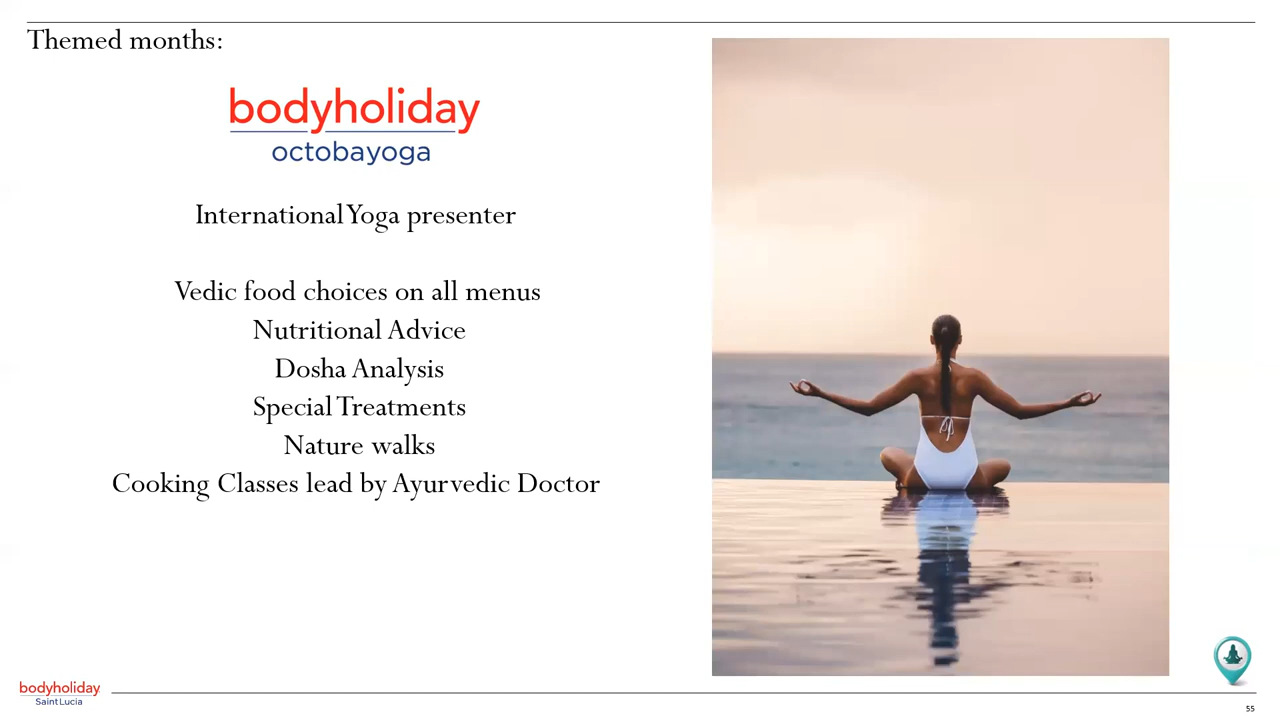 Themed months:
bodyholiday
octobayoga
International Yoga presenter
Vedic food choices on all menus
Nutritional Advice
Dosha Analysis
Special Treatments
Nature walks
Cooking Classes lead by Ayurvedic Doctor
bodyholiday
Saint Lucia
55